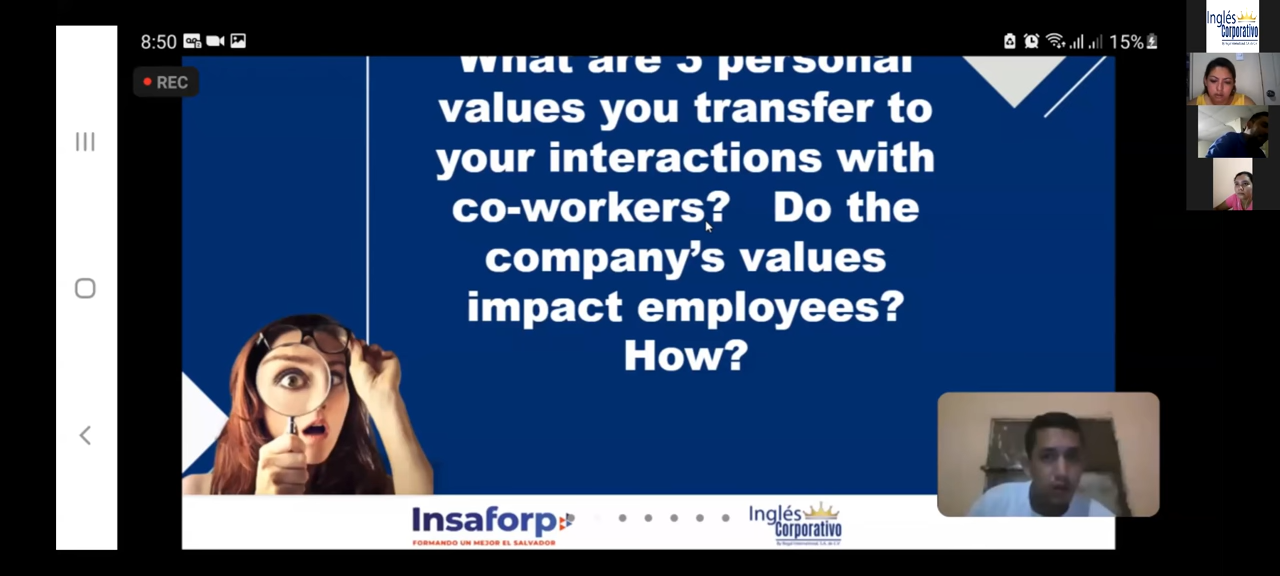 8:50
15%
REC
What are 3 personal
values you transfer to
your interactions with
co-workers? Do the
company’s values
impact employees?
How?
Insaforp
FORMANDO UN MEJOR EL SALVADOR
Inglés
Corporativo
Inglés
Corporativo